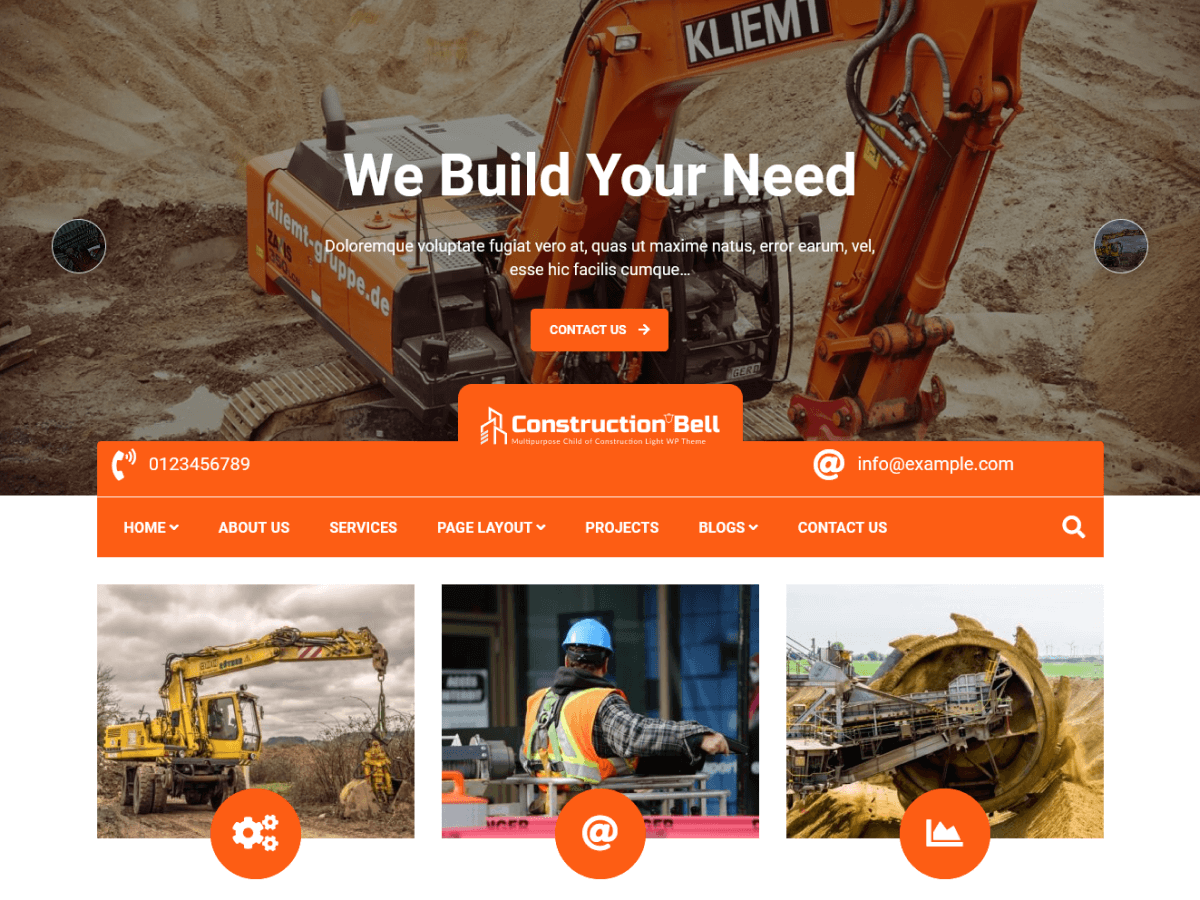 KLIEMT
We Build Your Need
kliemt-gruppe.de
Doloremque voluptate fugiat vero at, quas ut maxime natus, error earum, vel,
esse hic facilis cumque...
CONTACT US
GERB
Construction Bell
Multipurpose Child of Construction Light WP Theme
0123456789
info@example.com
HOME
ABOUT US
SERVICES
PAGE LAYOUT
PROJECTS
BLOGS
CONTACT US